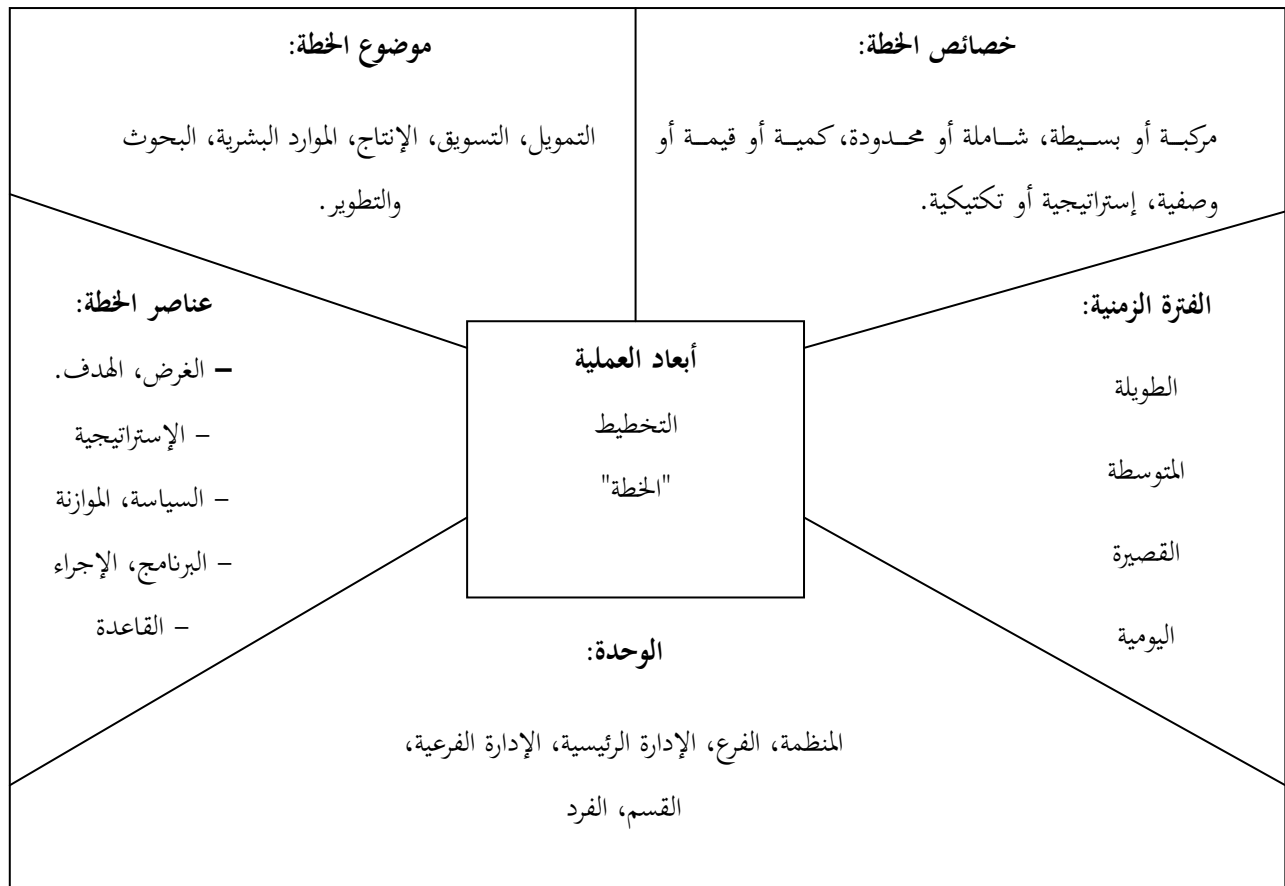 خصائص الخطة:
مركبة أو بسيطة، شاملة أو محدودة، كمية أو قيمة أو
وصفية، إستراتيجية أو تكتيكية.
موضوع الخطة:
التمويل، التسويق، الإنتاج، الموارد البشرية، البحوث
والتطوير.
الفترة الزمنية:
الطويلة
المتوسطة
القصيرة
اليومية
أبعاد العملية
التخطيط
"الخطة"
عناصر الخطة:
– الغرض، الهدف.
– الإستراتيجية
– السياسة، الموازنة
– البرنامج، الإجراء
– القاعدة
الوحدة:
المنظمة، الفرع، الإدارة الرئيسية، الإدارة الفرعية،
القسم، الفرد